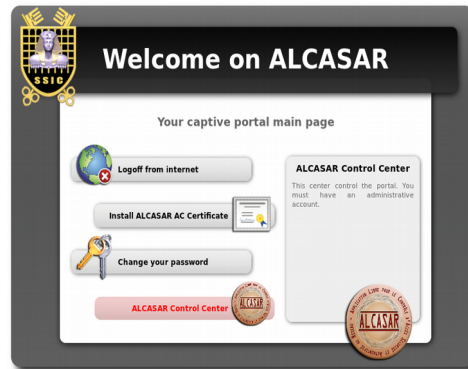 SSIC
Welcome on ALCASAR
Your captive portal main page
Logoff from internet
Install ALCASAR AC Certificate
Change your password
ALCASAR Control Center
ALCASAR
ALCASAR Control Center
This center control the portal. You
must have an administrative
account.
ALCASAR